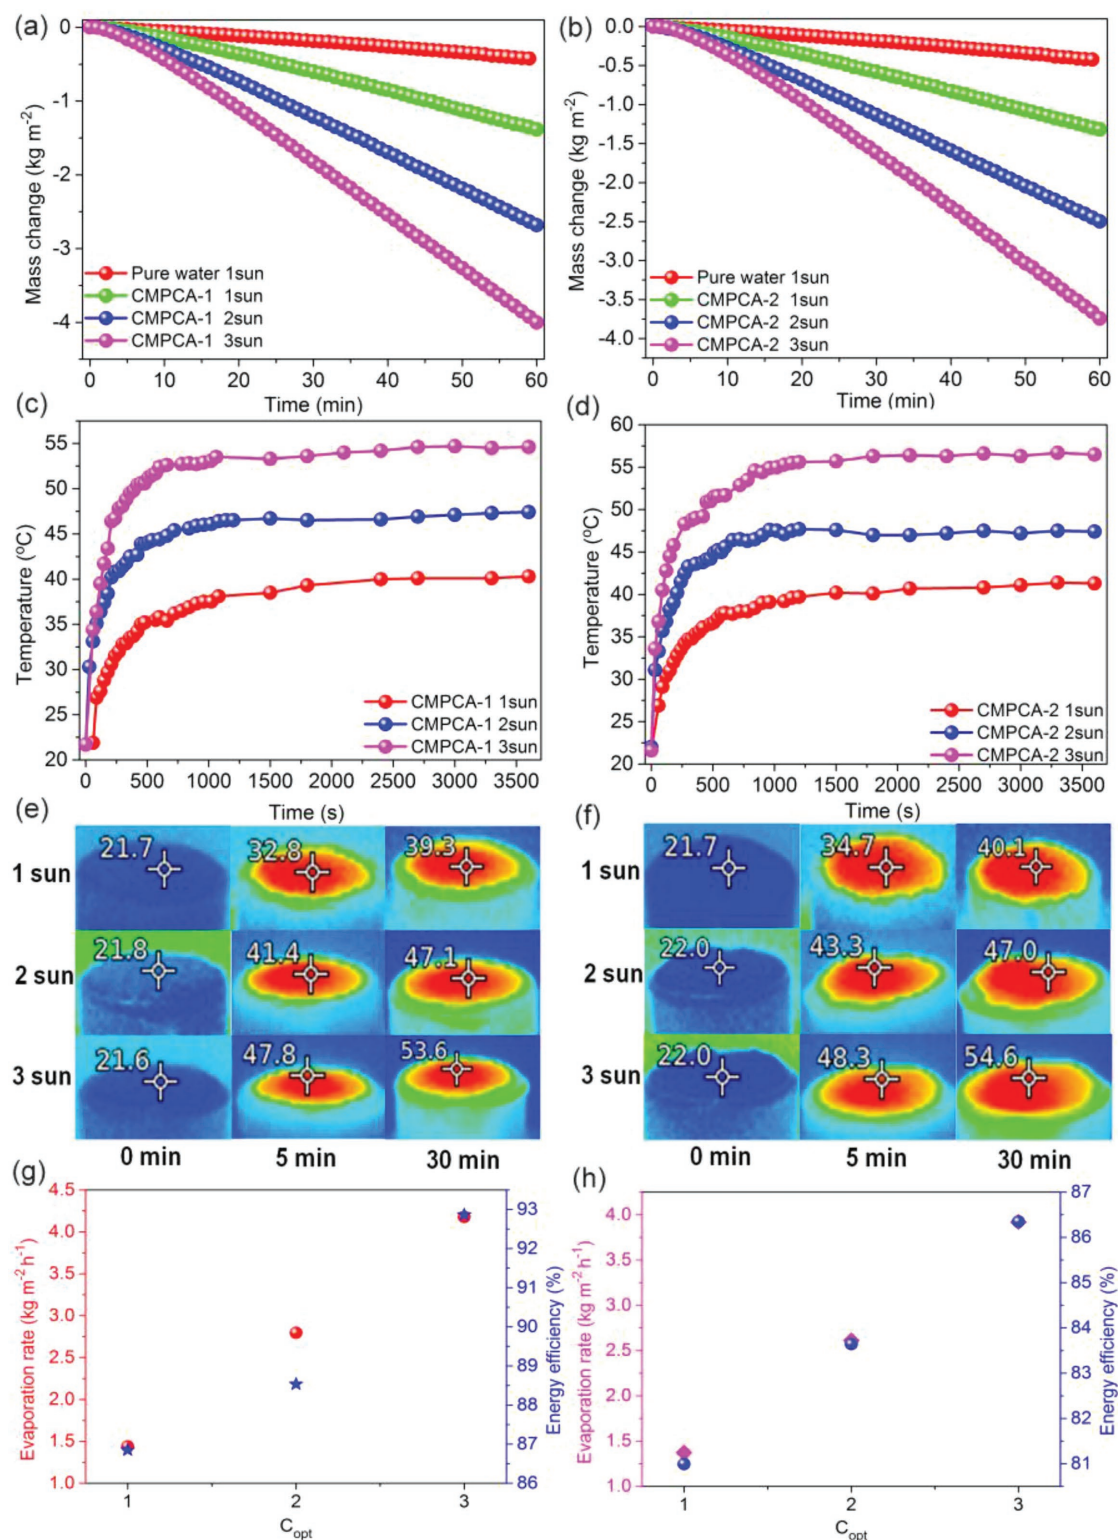 (a)
0
-1
-2
-3
-4
Mass change (kg m-2)
Pure water 1sun
CMPCA-1 1sun
CMPCA-1 2sun
CMPCA-1 3sun
0 10 20 30 40 50 60
Time (min)
(b)
0.0
-0.5
-1.0
-1.5
-2.0
-2.5
-3.0
-3.5
-4.0
Mass change (kg m-2)
Pure water 1sun
CMPCA-2 1sun
CMPCA-2 2sun
CMPCA-2 3sun
0 10 20 30 40 50 60
Time (min)
(c)
55
50
45
40
35
30
25
20
Temperature (oC)
CMPCA-1 1sun
CMPCA-1 2sun
CMPCA-1 3sun
0 500 1000 1500 2000 2500 3000 3500
Time (s)
(d)
60
55
50
45
40
35
30
25
20
Temperature (oC)
CMPCA-2 1sun
CMPCA-2 2sun
CMPCA-2 3sun
0 500 1000 1500 2000 2500 3000 3500
Time (s)
(e)
1 sun 21.7 32.8 39.3
2 sun 21.8 41.4 47.1
3 sun 21.6 47.8 53.6
0 min 5 min 30 min
(f)
1 sun 21.7 34.7 40.1
2 sun 22.0 43.3 47.0
3 sun 22.0 48.3 54.6
0 min 5 min 30 min
(g)
4.5
4.0
3.5
3.0
2.5
2.0
1.5
1.0
Evaporation rate (kg m-2 h-1)
93
92
91
90
89
88
87
86
Energy efficiency (%)
1 2 3
Copt
(h)
4.0
3.5
3.0
2.5
2.0
1.5
1.0
Evaporation rate (kg m-2 h-1)
87
86
85
84
83
82
81
Energy efficiency (%)
1 2 3
Copt